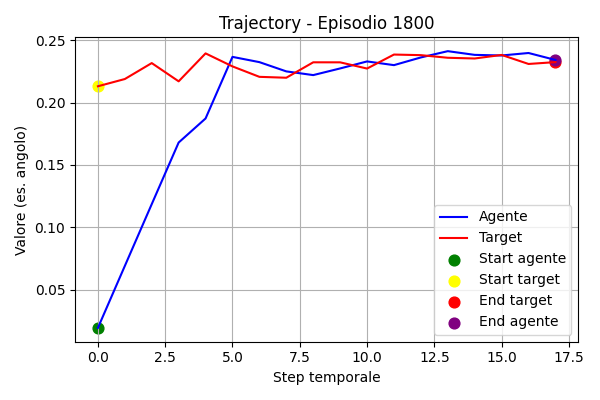 Trajectory - Episodio 1800
Valore (es. angolo)
0.25
0.20
0.15
0.10
0.05
0.0
2.5
5.0
7.5
10.0
12.5
15.0
17.5
Step temporale
Agente
Target
Start agente
Start target
End target
End agente